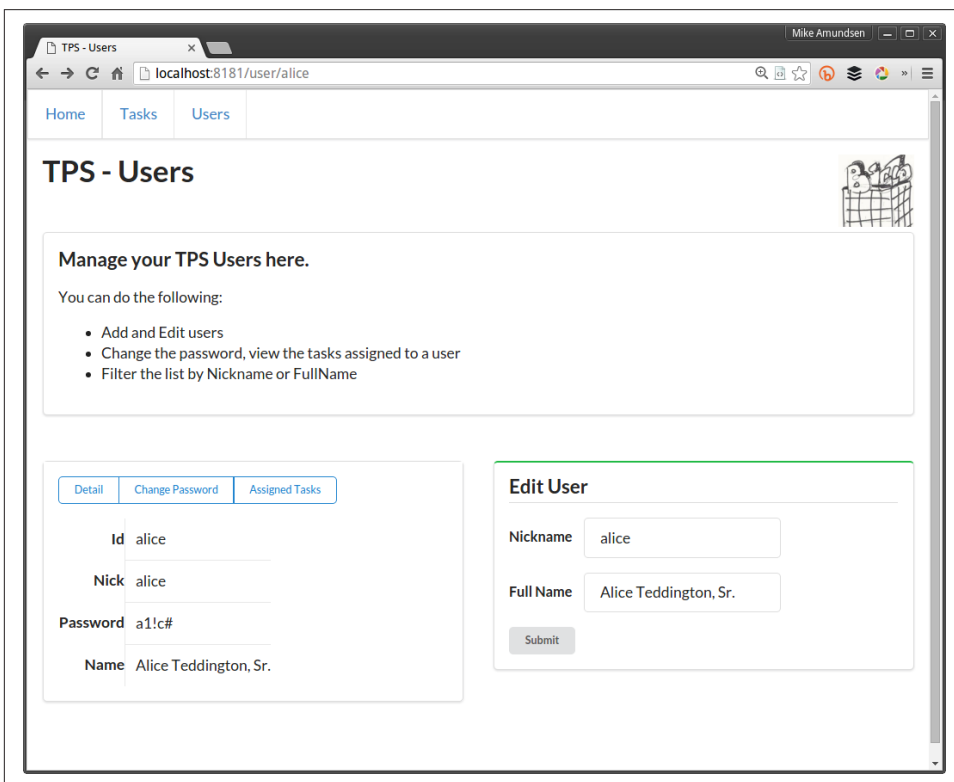 Mike Amundsen
TPS - Users
localhost:8181/user/alice
Home Tasks Users
TPS - Users
Manage your TPS Users here.
You can do the following:
• Add and Edit users
• Change the password, view the tasks assigned to a user
• Filter the list by Nickname or FullName
Detail Change Password Assigned Tasks
Id alice
Nick alice
Password a1!c#
Name Alice Teddington, Sr.
Edit User
Nickname alice
Full Name Alice Teddington, Sr.
Submit